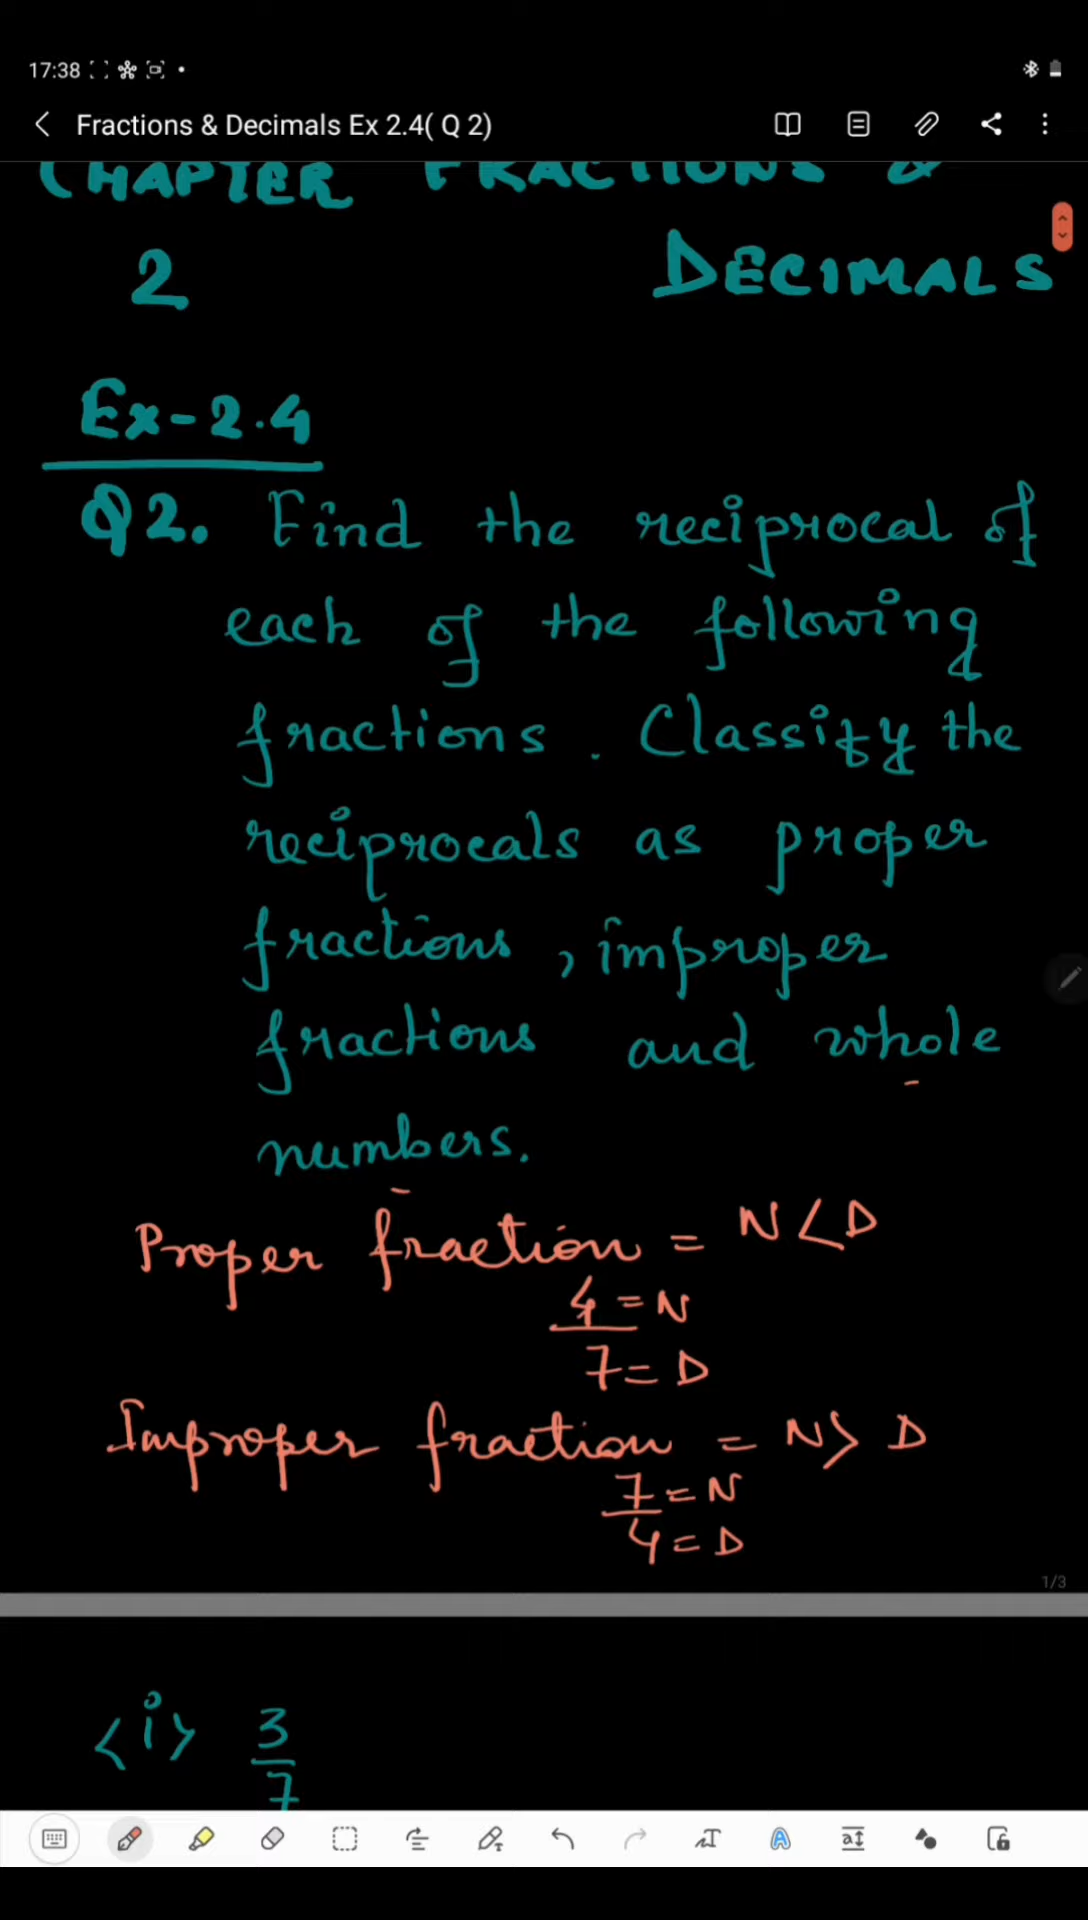 17:38
Fractions & Decimals Ex 2.4( Q 2)
CHAPTER FRACTIONS &
2 DECIMALS
Ex-2.4
Q2. Find the reciprocal of
each of the following
fractions. Classify the
reciprocals as proper
fractions, improper
fractions and whole
numbers.
Proper fraction = N<D
4 = N
7 = D
Improper fraction = N> D
7 = N
4 = D
1/3
<i> 3
7